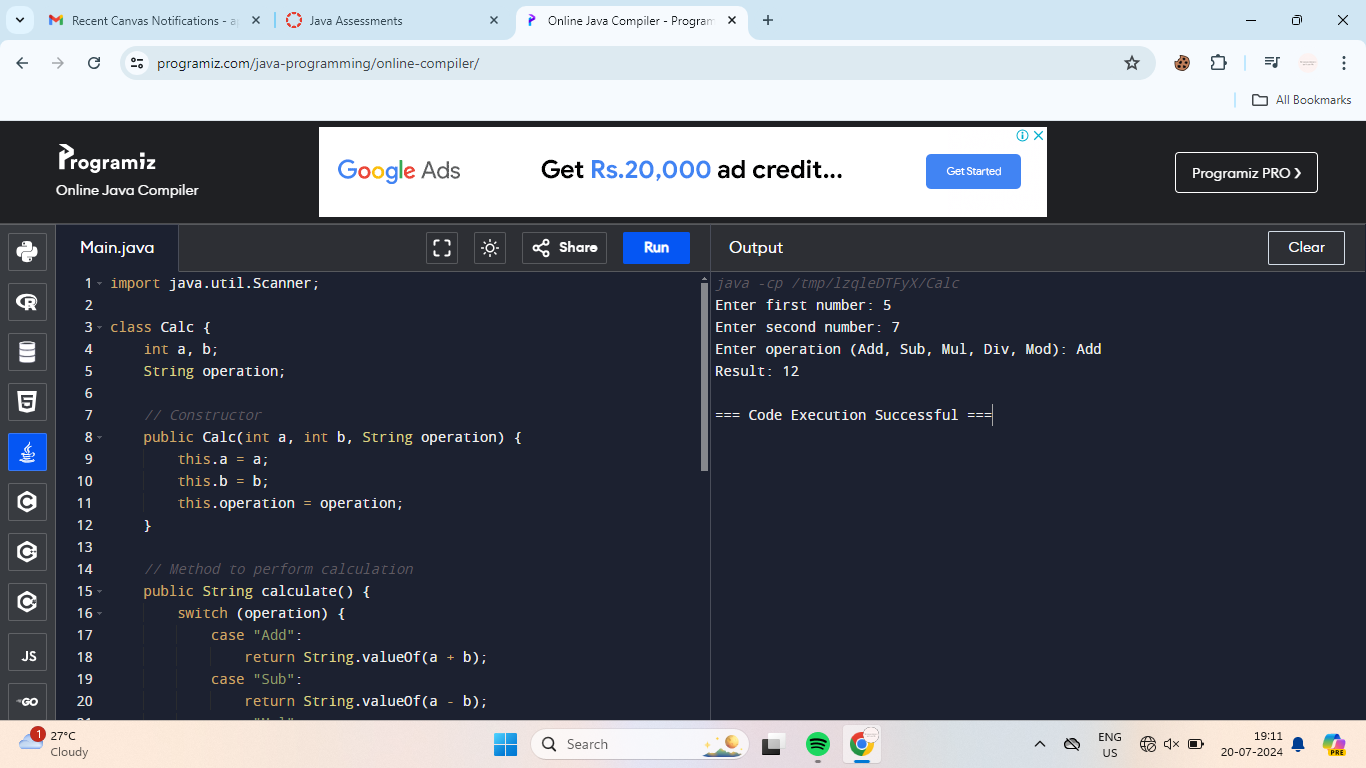 Recent Canvas Notifications - a
Java Assessments
Online Java Compiler - Program
programiz.com/java-programming/online-compiler/
All Bookmarks
Programiz
Online Java Compiler
Google Ads
Get Rs.20,000 ad credit...
Get Started
Programiz PRO ❯
Main.java
Share
Run
Output
Clear
1 import java.util.Scanner;
2
3 class Calc {
4     int a, b;
5     String operation;
6
7     // Constructor
8     public Calc(int a, int b, String operation) {
9         this.a = a;
10         this.b = b;
11         this.operation = operation;
12     }
13
14     // Method to perform calculation
15     public String calculate() {
16         switch (operation) {
17             case "Add":
18                 return String.valueOf(a + b);
19             case "Sub":
20                 return String.valueOf(a - b);
java -cp /tmp/lzqleDTFyX/Calc
Enter first number: 5
Enter second number: 7
Enter operation (Add, Sub, Mul, Div, Mod): Add
Result: 12
=== Code Execution Successful ===
JS
GO
1
27°C
Cloudy
Search
ENG
US
19:11
20-07-2024
PRE